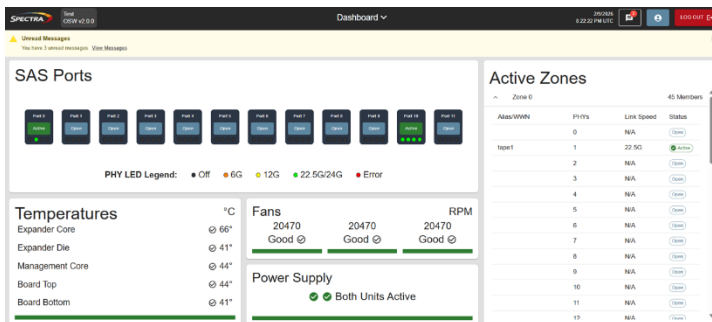 SPECTRA
Test
OSW v2.0.0
Dashboard
2/9/2026
8:22:22 PM UTC
LOG OUT
Unread Messages
You have 3 unread messages View Messages
SAS Ports
Port 0
Port 1
Port 2
Port 3
Port 4
Port 5
Port 6
Port 7
Port 8
Port 9
Port 10
Port 11
Active
Open
Open
Open
Open
Open
Open
Open
Open
Open
Active
Open
PHY LED Legend: Off 6G 12G 22.5G/24G Error
Temperatures °C
Expander Core 66°
Expander Die 41°
Management Core 44°
Board Top 44°
Board Bottom 41°
Fans RPM
20470 20470 20470
Good Good Good
Power Supply
Both Units Active
Active Zones
Zone 0 45 Members
Alias/WWN PHYs Link Speed Status
0 N/A Open
tape1 1 22.5G Active
2 N/A Open
3 N/A Open
4 N/A Open
5 N/A Open
6 N/A Open
7 N/A Open
8 N/A Open
9 N/A Open
10 N/A Open
11 N/A Open
12 N/A Open